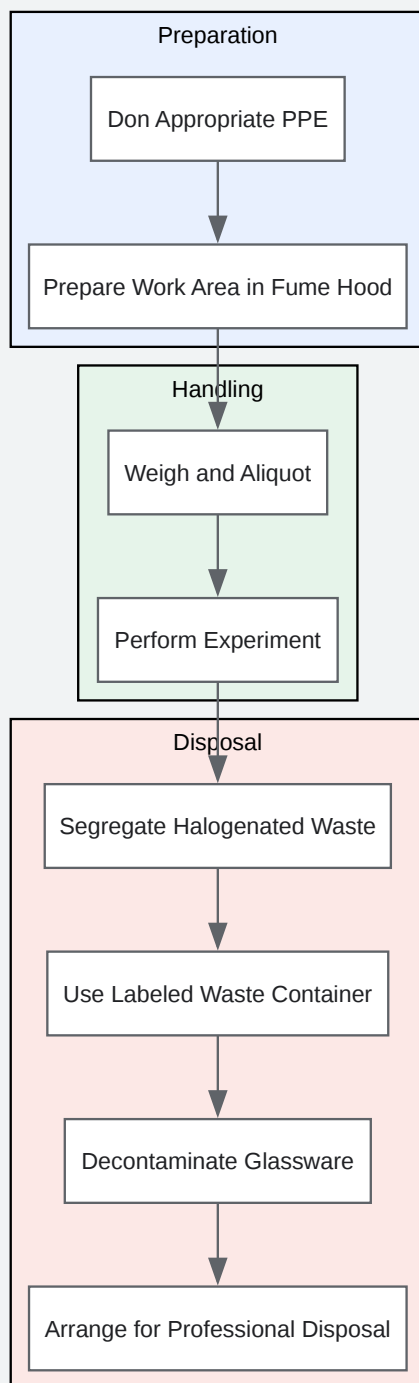 Preparation
Don Appropriate PPE
Prepare Work Area in Fume Hood
Handling
Weigh and Aliquot
Perform Experiment
Disposal
Segregate Halogenated Waste
Use Labeled Waste Container
Decontaminate Glassware
Arrange for Professional Disposal